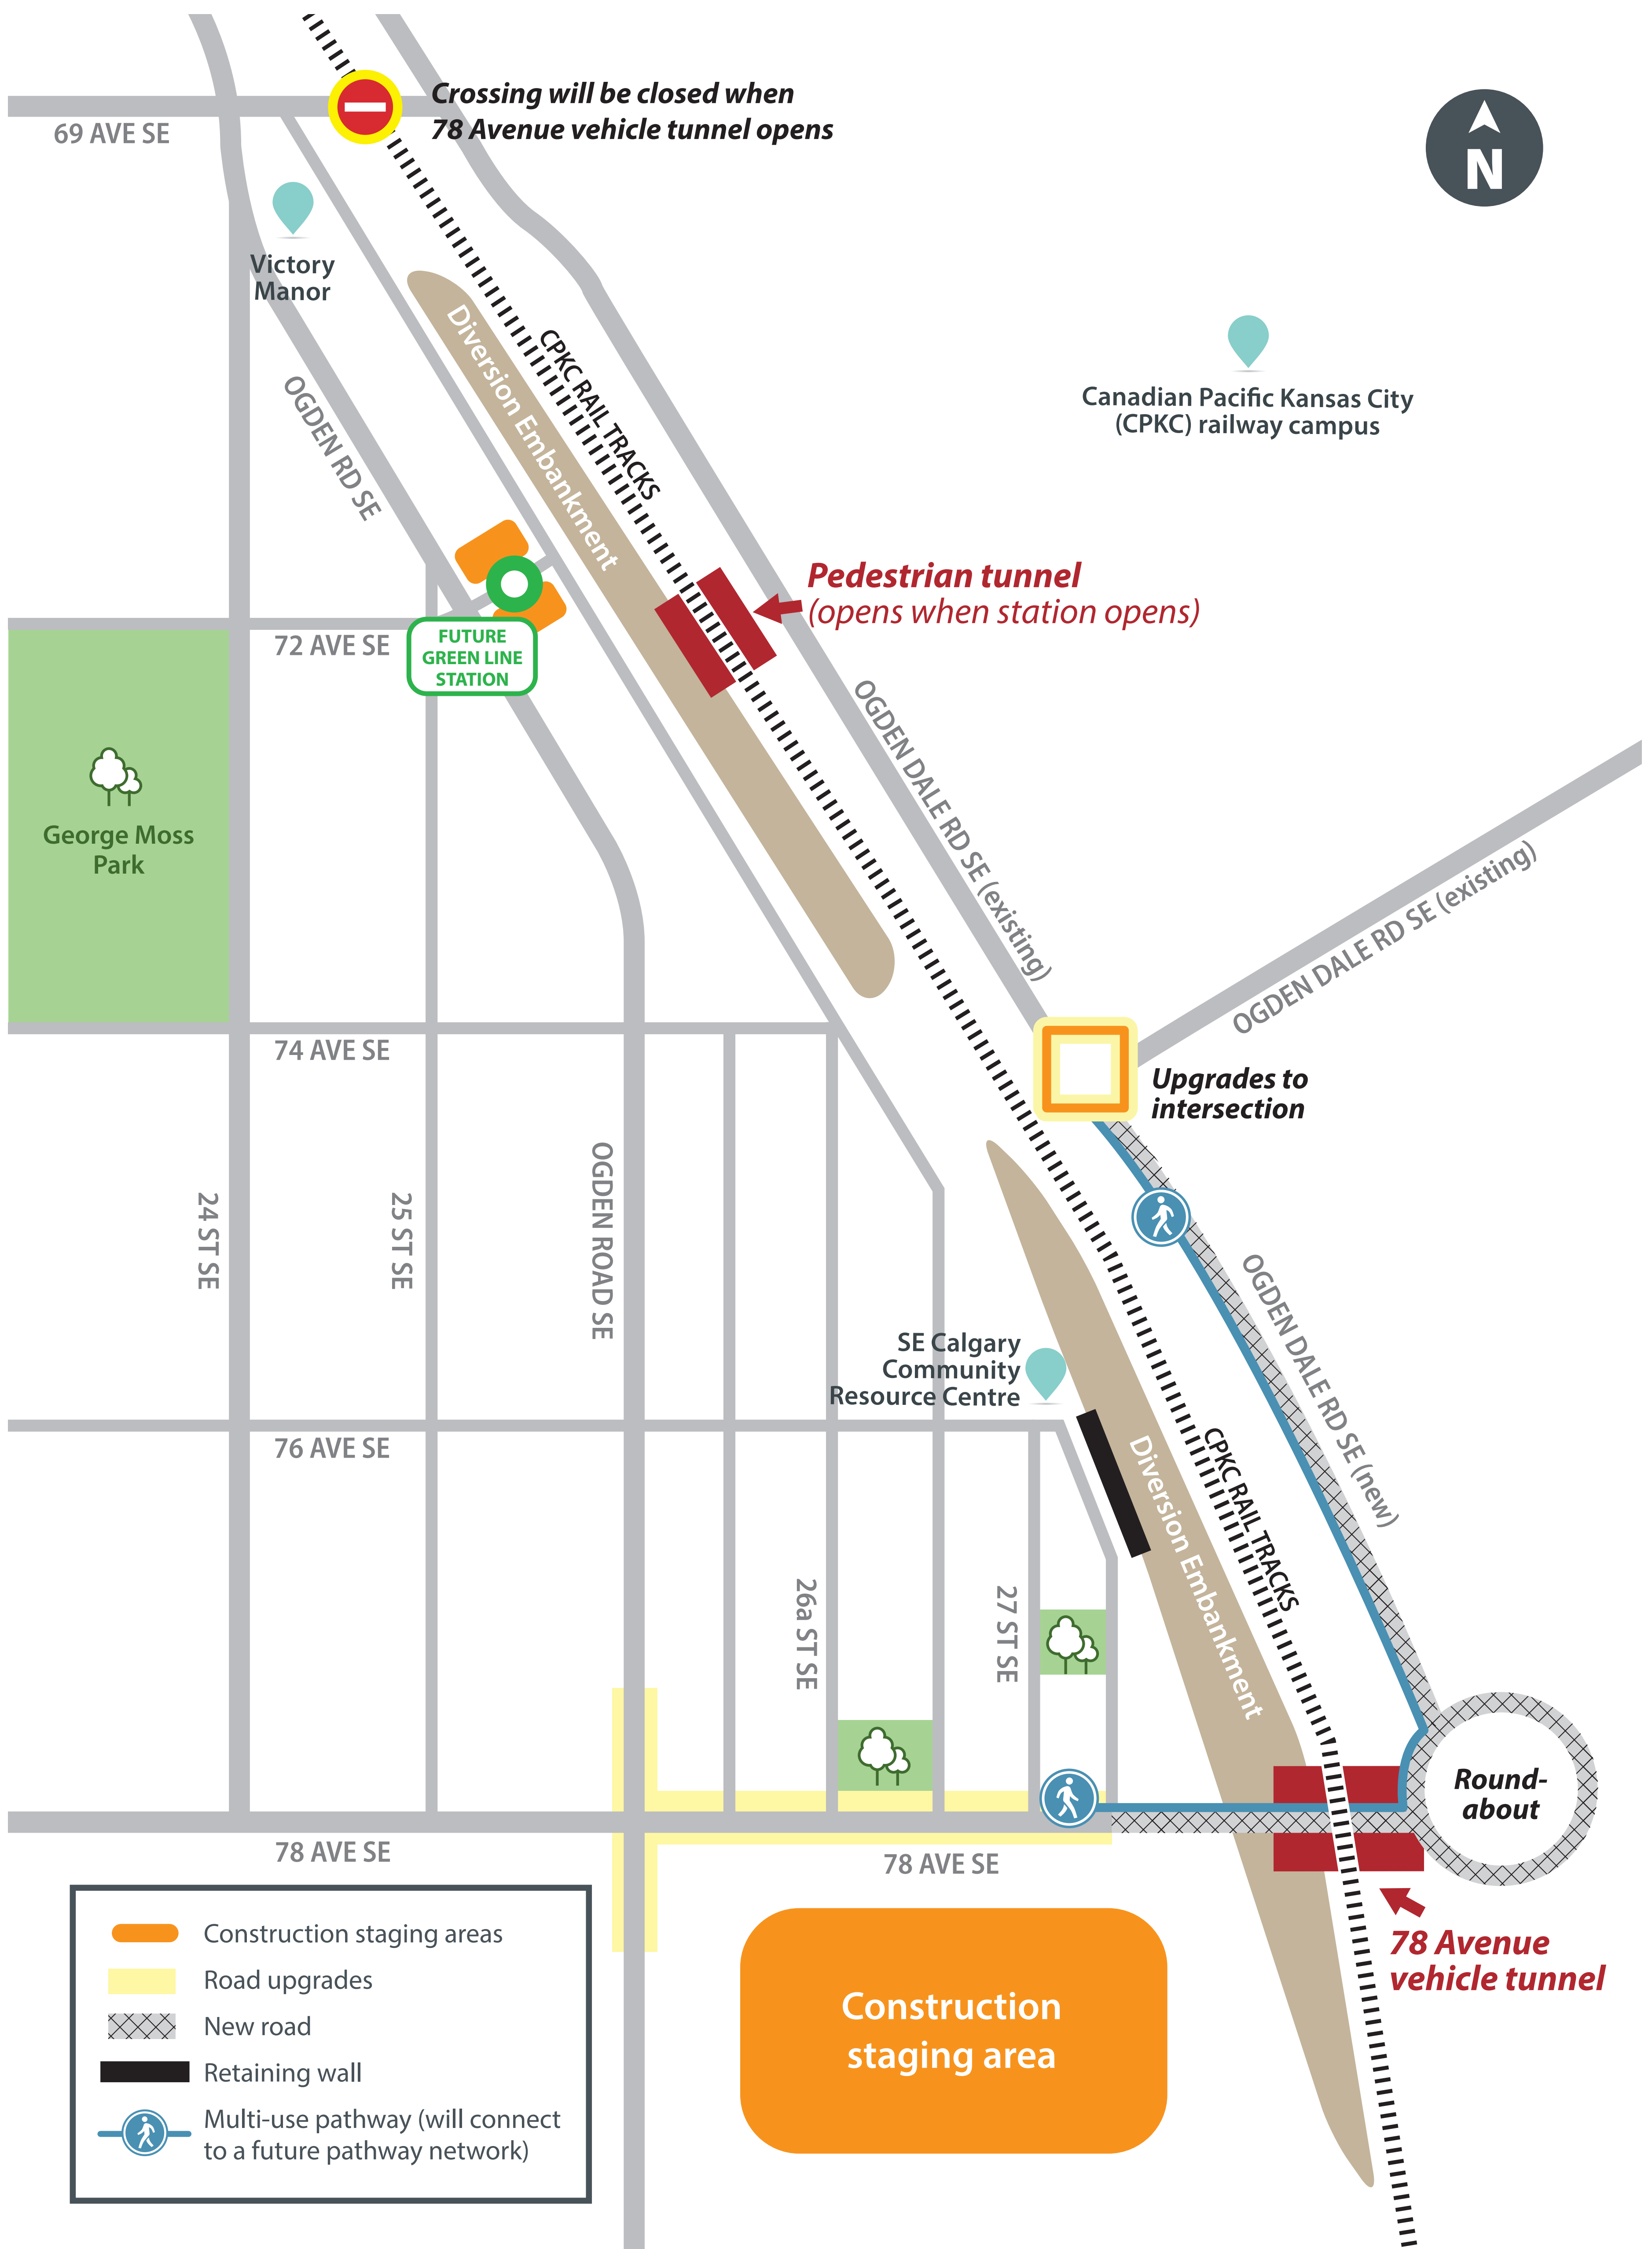 Crossing will be closed when
78 Avenue vehicle tunnel opens
69 AVE SE
N
Victory
Manor
CPKC RAIL TRACKS
Diversion Embankment
Canadian Pacific Kansas City
(CPKC) railway campus
OGDEN RD SE
Pedestrian tunnel
(opens when station opens)
72 AVE SE
FUTURE
GREEN LINE
STATION
OGDEN DALE RD SE (existing)
George Moss
Park
OGDEN DALE RD SE (existing)
74 AVE SE
Upgrades to
intersection
24 ST SE
25 ST SE
OGDEN ROAD SE
OGDEN DALE RD SE (new)
SE Calgary
Community
Resource Centre
76 AVE SE
CPKC RAIL TRACKS
Diversion Embankment
26a ST SE
27 ST SE
Round-
about
78 AVE SE
78 AVE SE
78 Avenue
vehicle tunnel
Construction
staging area
Construction staging areas
Road upgrades
New road
Retaining wall
Multi-use pathway (will connect
to a future pathway network)